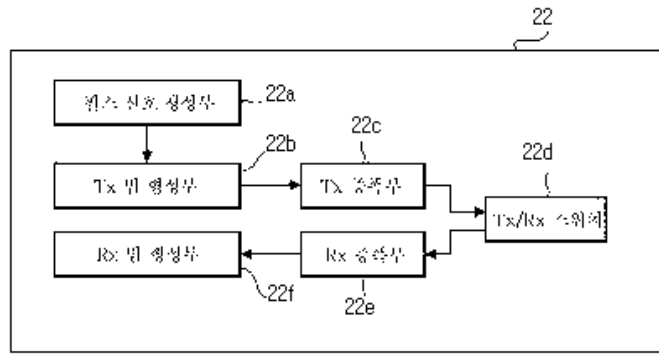 22
펄스 신호 생성부
22a
22b
22c
22d
Tx 빔 형성부
Tx 증폭부
Tx/Rx 스위치
Rx 빔 형성부
Rx 증폭부
22f
22e